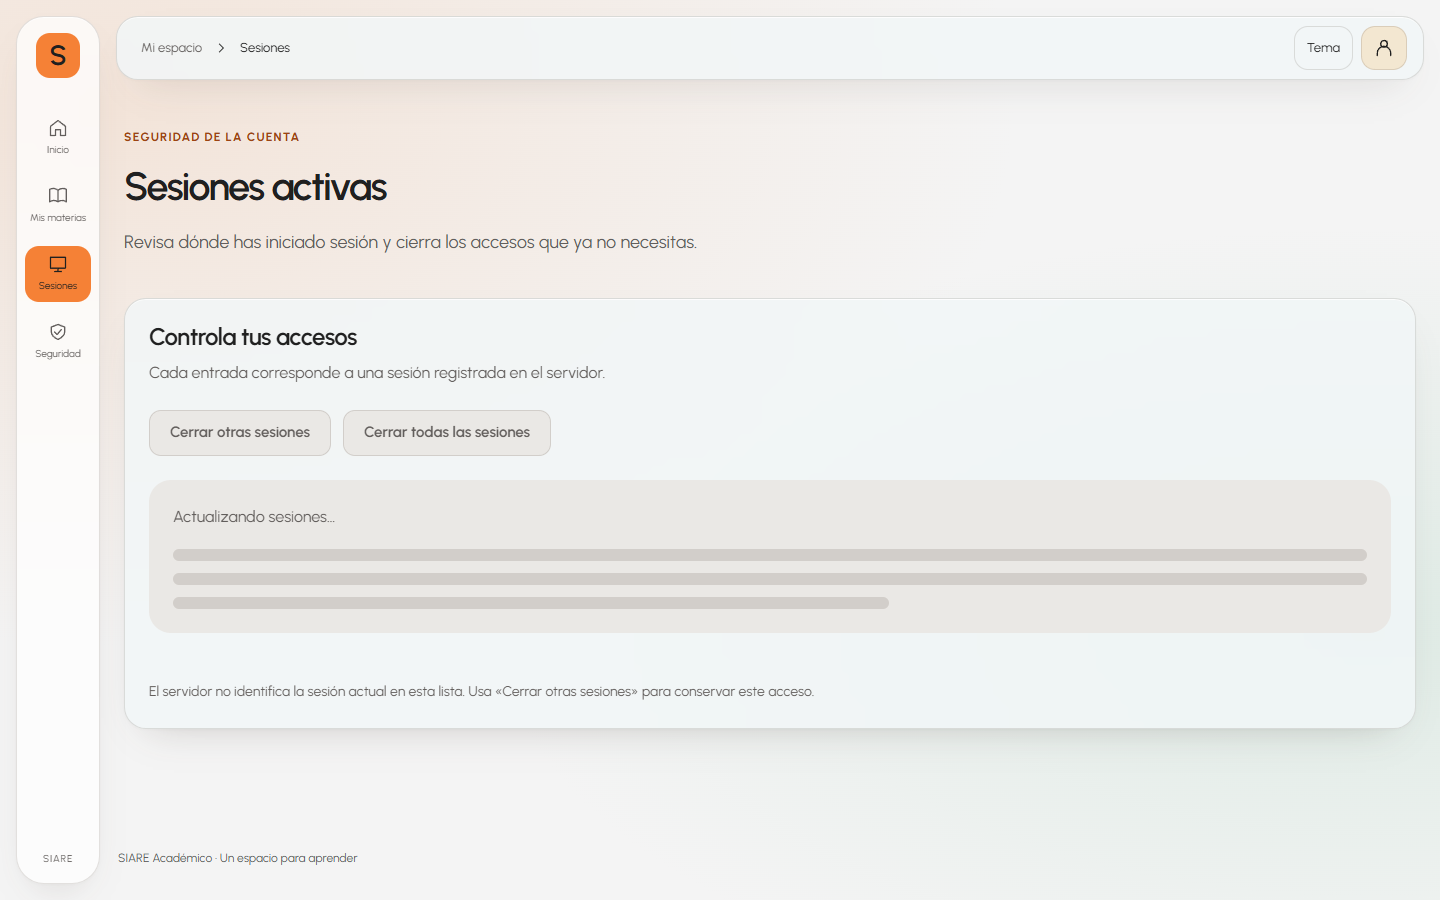 S
Mi espacio > Sesiones
Tema
Inicio
Mis materias
Sesiones
Seguridad
SIARE
SEGURIDAD DE LA CUENTA
Sesiones activas
Revisa dónde has iniciado sesión y cierra los accesos que ya no necesitas.
Controla tus accesos
Cada entrada corresponde a una sesión registrada en el servidor.
Cerrar otras sesiones
Cerrar todas las sesiones
Actualizando sesiones...
El servidor no identifica la sesión actual en esta lista. Usa «Cerrar otras sesiones» para conservar este acceso.
SIARE Académico · Un espacio para aprender